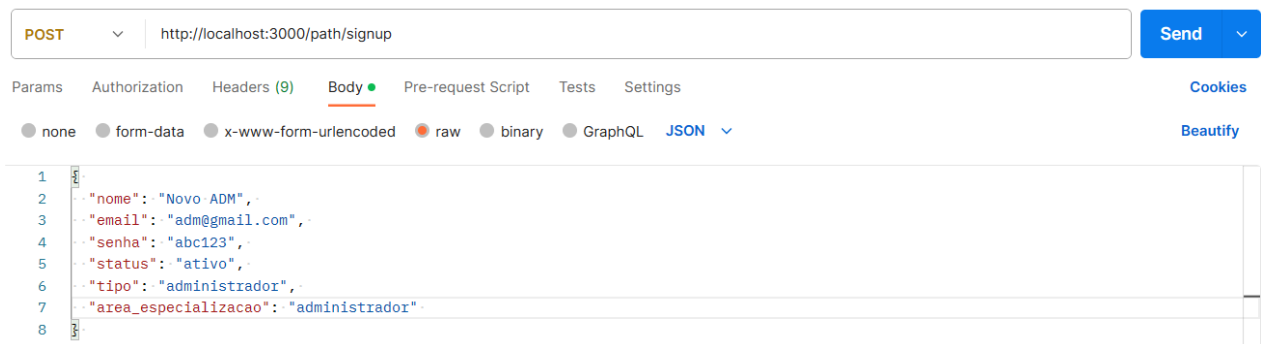 POST http://localhost:3000/path/signup Send
Params Authorization Headers (9) Body Pre-request Script Tests Settings Cookies
none form-data x-www-form-urlencoded raw binary GraphQL JSON Beautify
1 {
2 "nome": "Novo ADM",
3 "email": "adm@gmail.com",
4 "senha": "abc123",
5 "status": "ativo",
6 "tipo": "administrador",
7 "area_especializacao": "administrador"
8 }